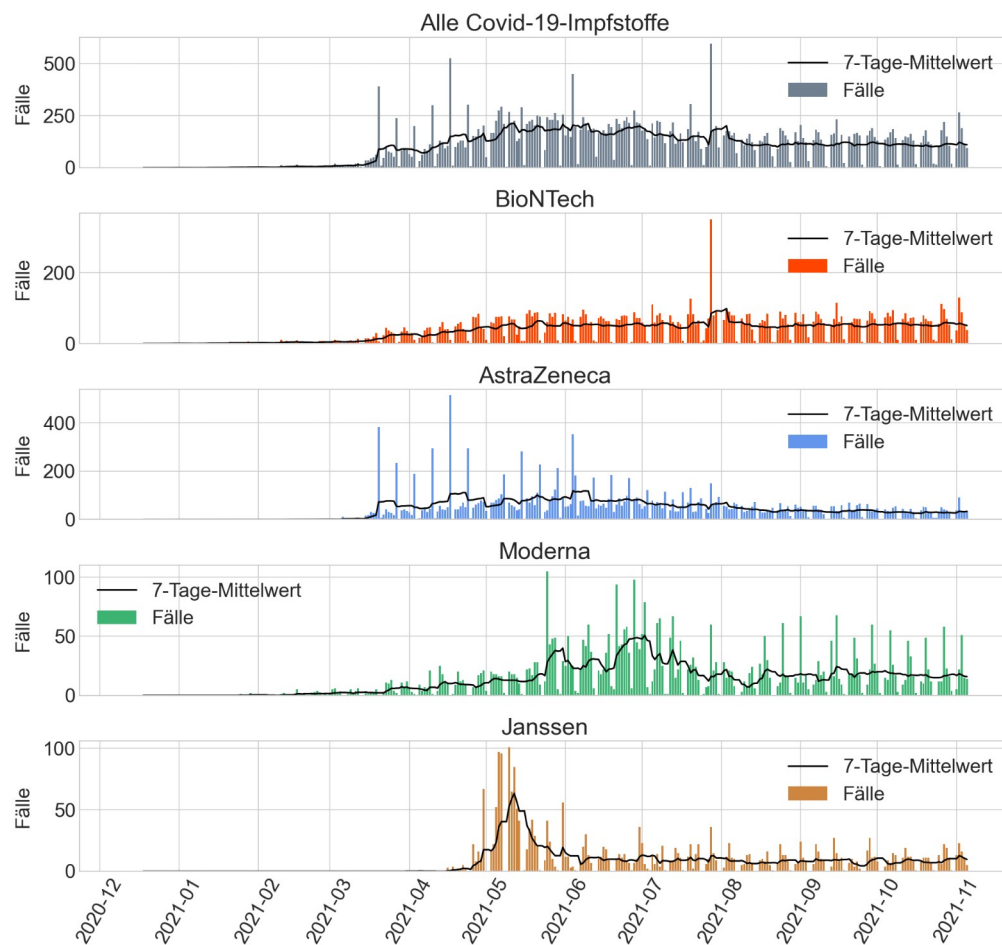 Alle Covid-19-Impfstoffe
500
250
0
Fälle
7-Tage-Mittelwert
Fälle
BioNTech
200
0
Fälle
7-Tage-Mittelwert
Fälle
AstraZeneca
400
200
0
Fälle
7-Tage-Mittelwert
Fälle
Moderna
100
50
0
Fälle
7-Tage-Mittelwert
Fälle
Janssen
100
50
0
Fälle
7-Tage-Mittelwert
Fälle
2020-12
2021-01
2021-02
2021-03
2021-04
2021-05
2021-06
2021-07
2021-08
2021-09
2021-10
2021-11